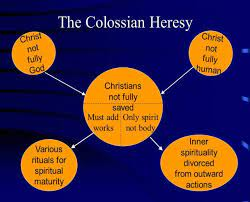 The Colossian Heresy
Christ
not
fully
God
Christ
not
fully
human
Christians
not fully
saved
Must add
works
Only spirit
not body
Various
rituals for
spiritual
maturity
Inner
spirituality
divorced
from outward
actions